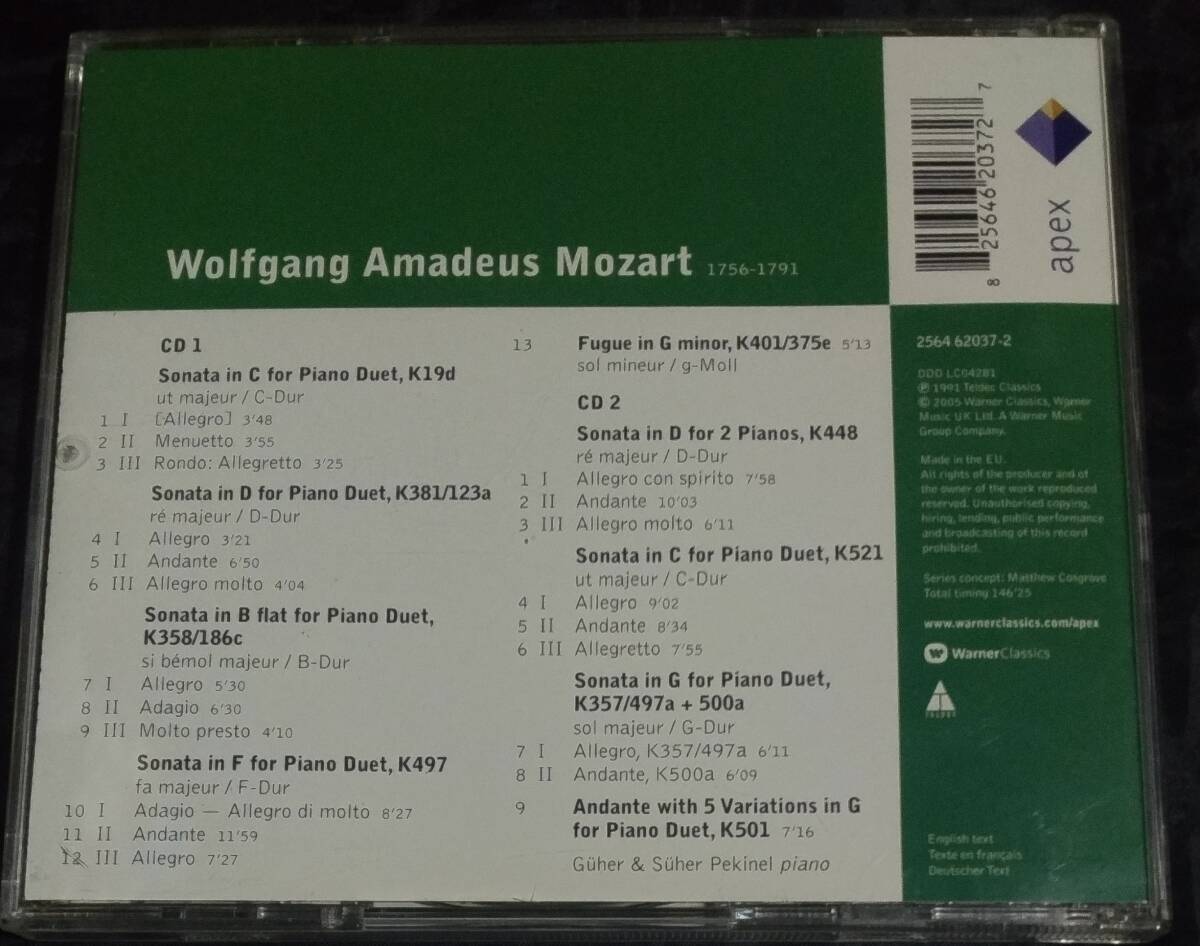 Wolfgang Amadeus Mozart 1756-1791
CD 1
Sonata in C for Piano Duet, K19d
ut majeur / C-Dur
1 I [Allegro] 3'48
2 II Menuetto 3'55
3 III Rondo: Allegretto 3'25
Sonata in D for Piano Duet, K381/123a
ré majeur / D-Dur
4 I Allegro 3'21
5 II Andante 6'50
6 III Allegro molto 4'04
Sonata in B flat for Piano Duet,
K358/186c
si bémol majeur / B-Dur
7 I Allegro 5'30
8 II Adagio 6'30
9 III Molto presto 4'10
Sonata in F for Piano Duet, K497
fa majeur / F-Dur
10 I Adagio — Allegro di molto 8'27
11 II Andante 11'59
12 III Allegro 7'27
13 Fugue in G minor, K401/375e 5'13
sol mineur / g-Moll
CD 2
Sonata in D for 2 Pianos, K448
ré majeur / D-Dur
1 I Allegro con spirito 7'58
2 II Andante 10'03
3 III Allegro molto 6'11
Sonata in C for Piano Duet, K521
ut majeur / C-Dur
4 I Allegro 9'02
5 II Andante 8'34
6 III Allegretto 7'55
Sonata in G for Piano Duet,
K357/497a + 500a
sol majeur / G-Dur
7 I Allegro, K357/497a 6'11
8 II Andante, K500a 6'09
9 Andante with 5 Variations in G
for Piano Duet, K501 7'16
Güher & Süher Pekinel piano
8 25646 20372 7
apex
2564 62037-2
DDD LC04281
℗ 1991 Teldec Classics
© 2005 Warner Classics, Warner
Music UK Ltd. A Warner Music
Group Company.
Made in the EU.
All rights of the producer and of
the owner of the work reproduced
reserved. Unauthorised copying,
hiring, lending, public performance
and broadcasting of this record
prohibited.
Series concept: Matthew Cosgrove
Total timing 146'25
www.warnerclassics.com/apex
WarnerClassics
TELDEC
English text
Texte en français
Deutscher Text